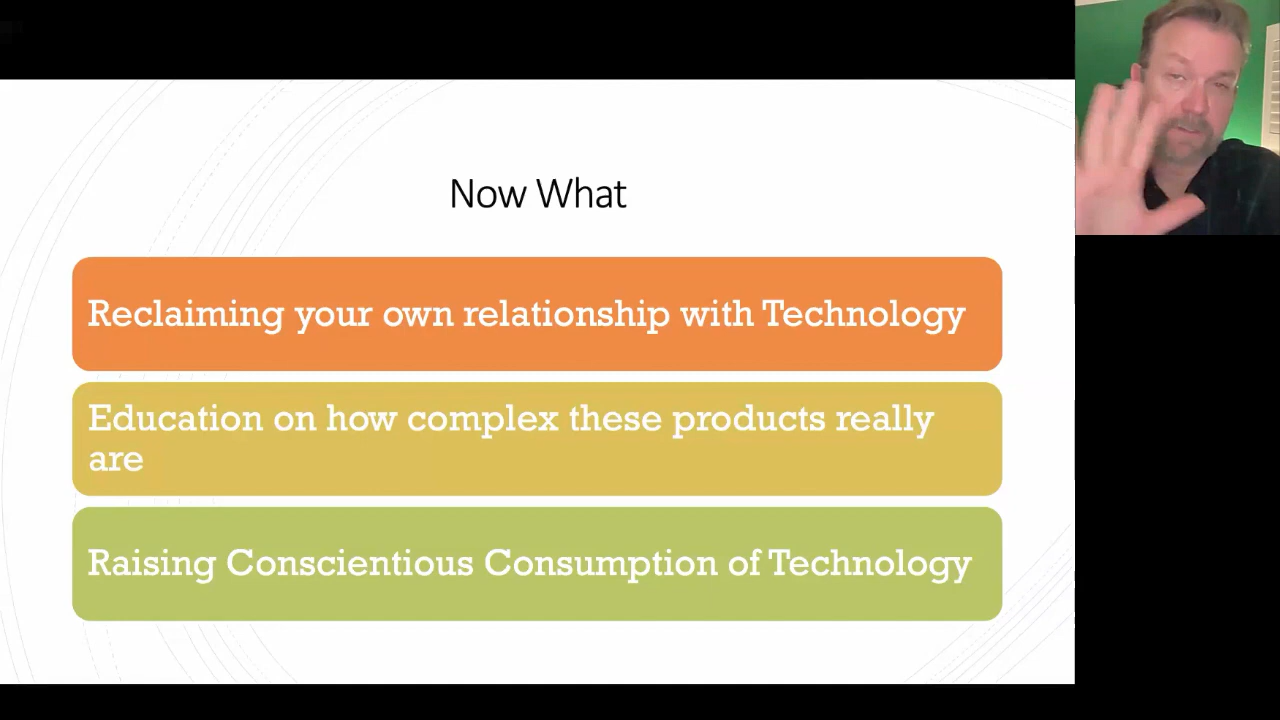 Now What
Reclaiming your own relationship with Technology
Education on how complex these products really
are
Raising Conscientious Consumption of Technology